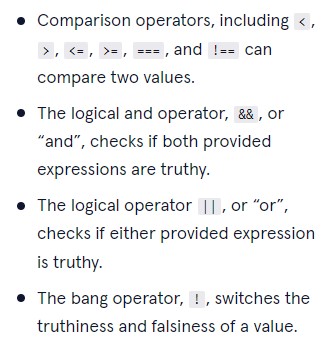 • Comparison operators, including <,
>, <=, >=, ===, and !== can
compare two values.
• The logical and operator, &&, or
“and”, checks if both provided
expressions are truthy.
• The logical operator ||, or “or”,
checks if either provided expression
is truthy.
• The bang operator, !, switches the
truthiness and falsiness of a value.